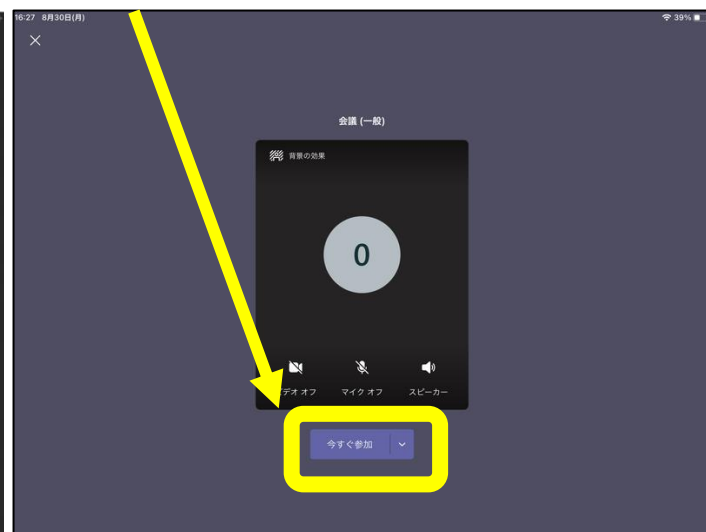 16:27 8月30日(月)
39%
会議 (一般)
背景の効果
0
デオ オフ マイク オフ スピーカー
今すぐ参加